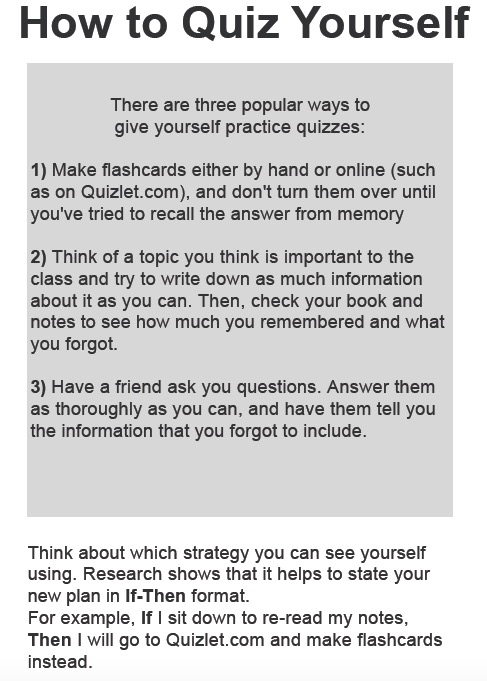 How to Quiz Yourself
There are three popular ways to
give yourself practice quizzes:
1) Make flashcards either by hand or online (such
as on Quizlet.com), and don't turn them over until
you've tried to recall the answer from memory
2) Think of a topic you think is important to the
class and try to write down as much information
about it as you can. Then, check your book and
notes to see how much you remembered and what
you forgot.
3) Have a friend ask you questions. Answer them
as thoroughly as you can, and have them tell you
the information that you forgot to include.
Think about which strategy you can see yourself
using. Research shows that it helps to state your
new plan in If-Then format.
For example, If I sit down to re-read my notes,
Then I will go to Quizlet.com and make flashcards
instead.